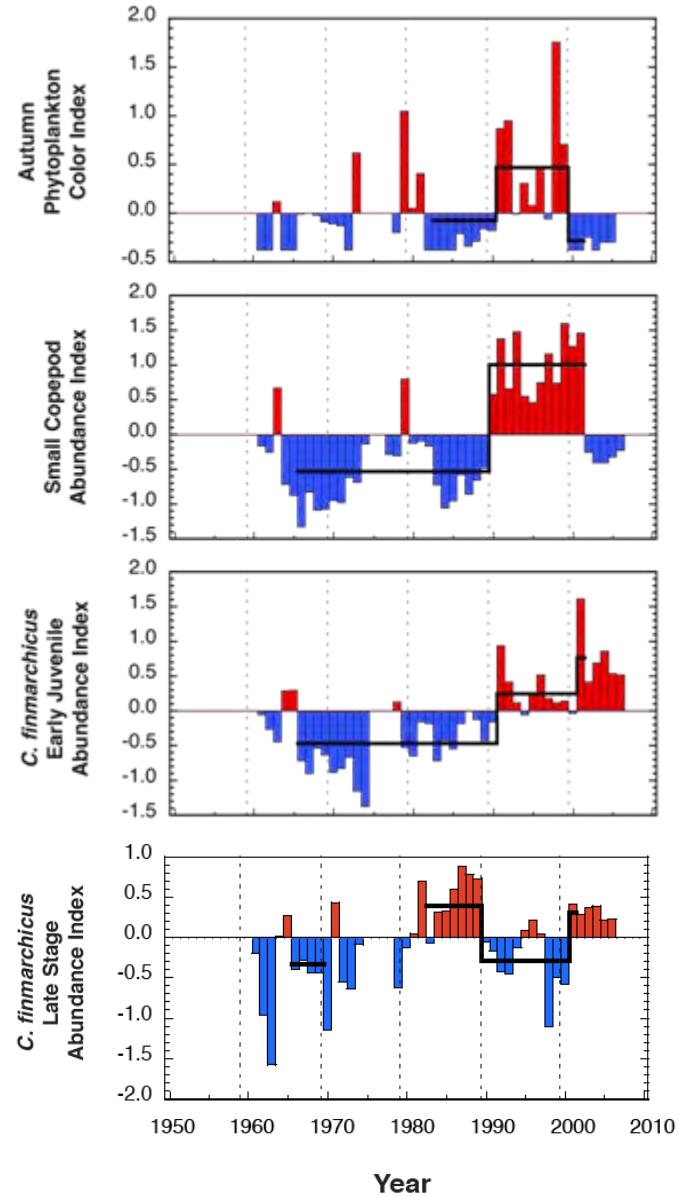 Autumn
Phytoplankton
Color Index
2.0
1.5
1.0
0.5
0.0
-0.5
Small Copepod
Abundance Index
2.0
1.5
1.0
0.5
0.0
-0.5
-1.0
-1.5
C. finmarchicus
Early Juvenile
Abundance Index
2.0
1.5
1.0
0.5
0.0
-0.5
-1.0
-1.5
C. finmarchicus
Late Stage
Abundance Index
1.0
0.5
0.0
-0.5
-1.0
-1.5
-2.0
1950 1960 1970 1980 1990 2000 2010
Year